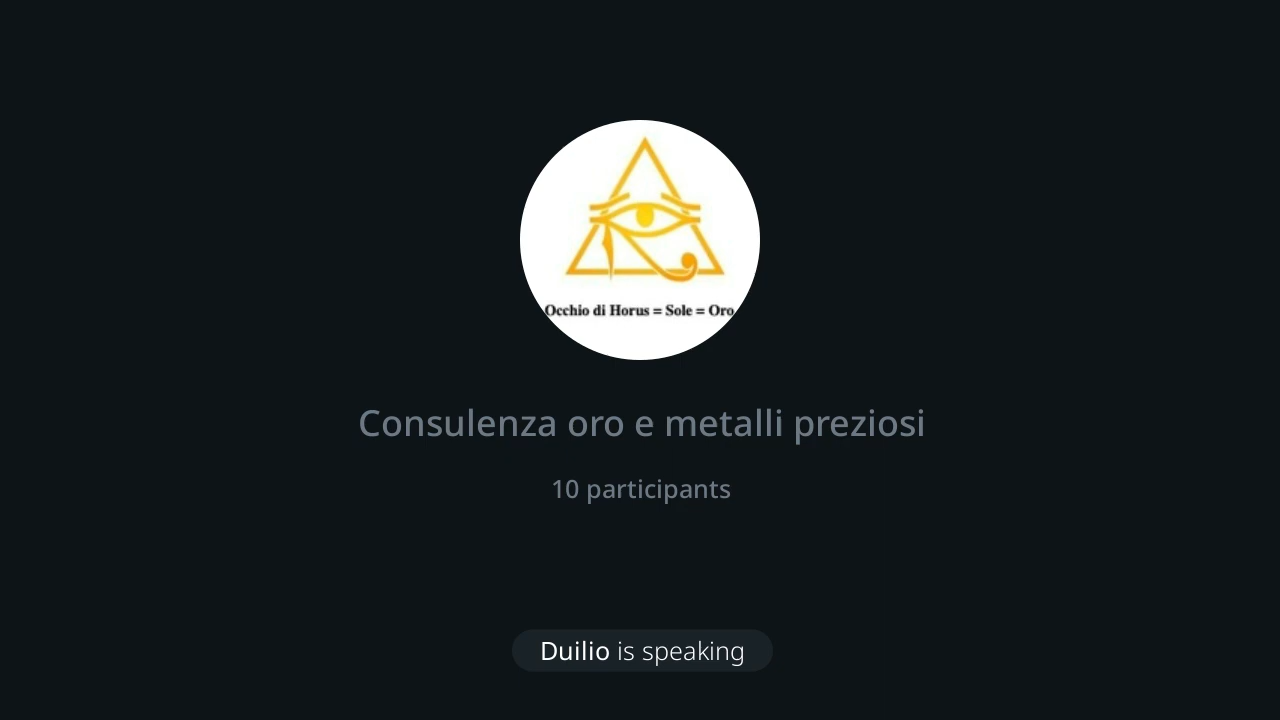 Occhio di Horus = Sole = Oro
Consulenza oro e metalli preziosi
10 participants
Duilio is speaking